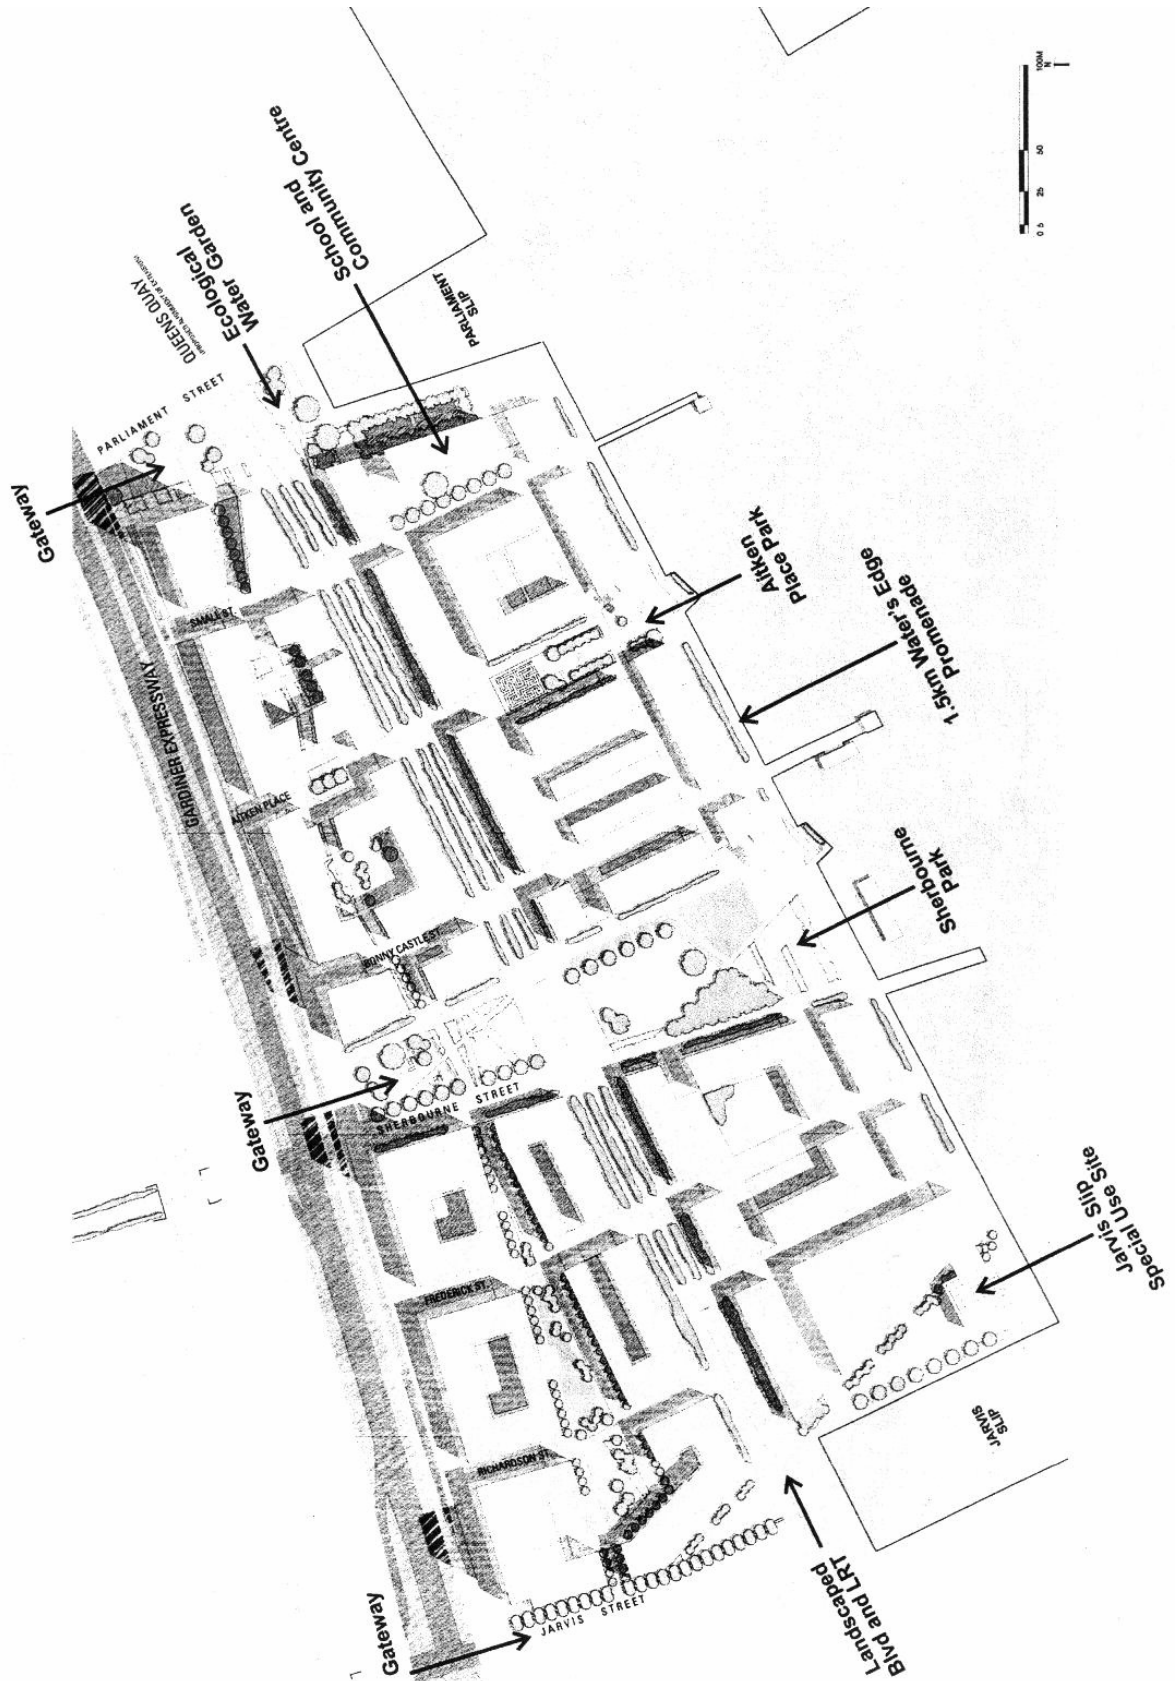 Gateway
Gateway
Gateway
GARDINER EXPRESSWAY
JARVIS STREET
RICHARDSON ST.
FREDERICK ST.
SHERBOURNE STREET
BONNY CASTLE ST.
AITKEN PLACE
SMALL ST.
PARLIAMENT STREET
QUEENS QUAY
Ecological
Water Garden
School and
Community Centre
PARLIAMENT
SLIP
Aitken
Place Park
1.5km Water's Edge
Promenade
Sherbourne
Park
Jarvis Slip
Special Use Site
JARVIS
SLIP
Landscaped
Blvd and LRT
0 5 25 50 100M
N